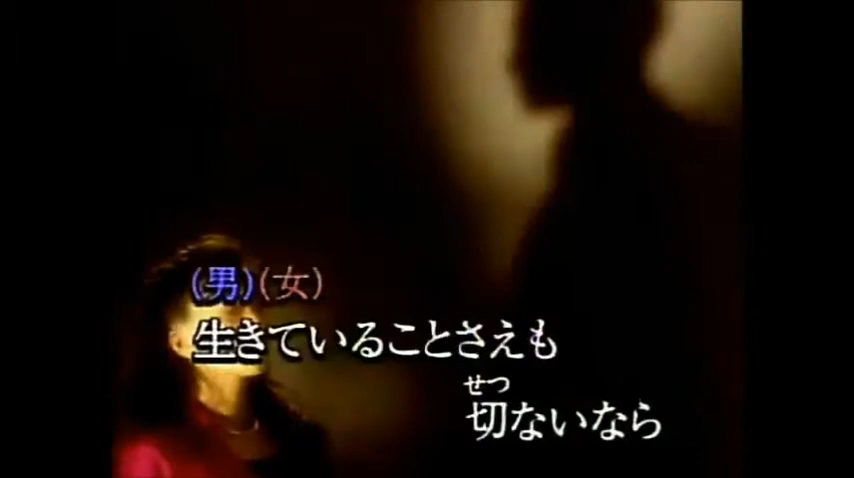 (男)(女)
生きていることさえも
せつ
切ないなら